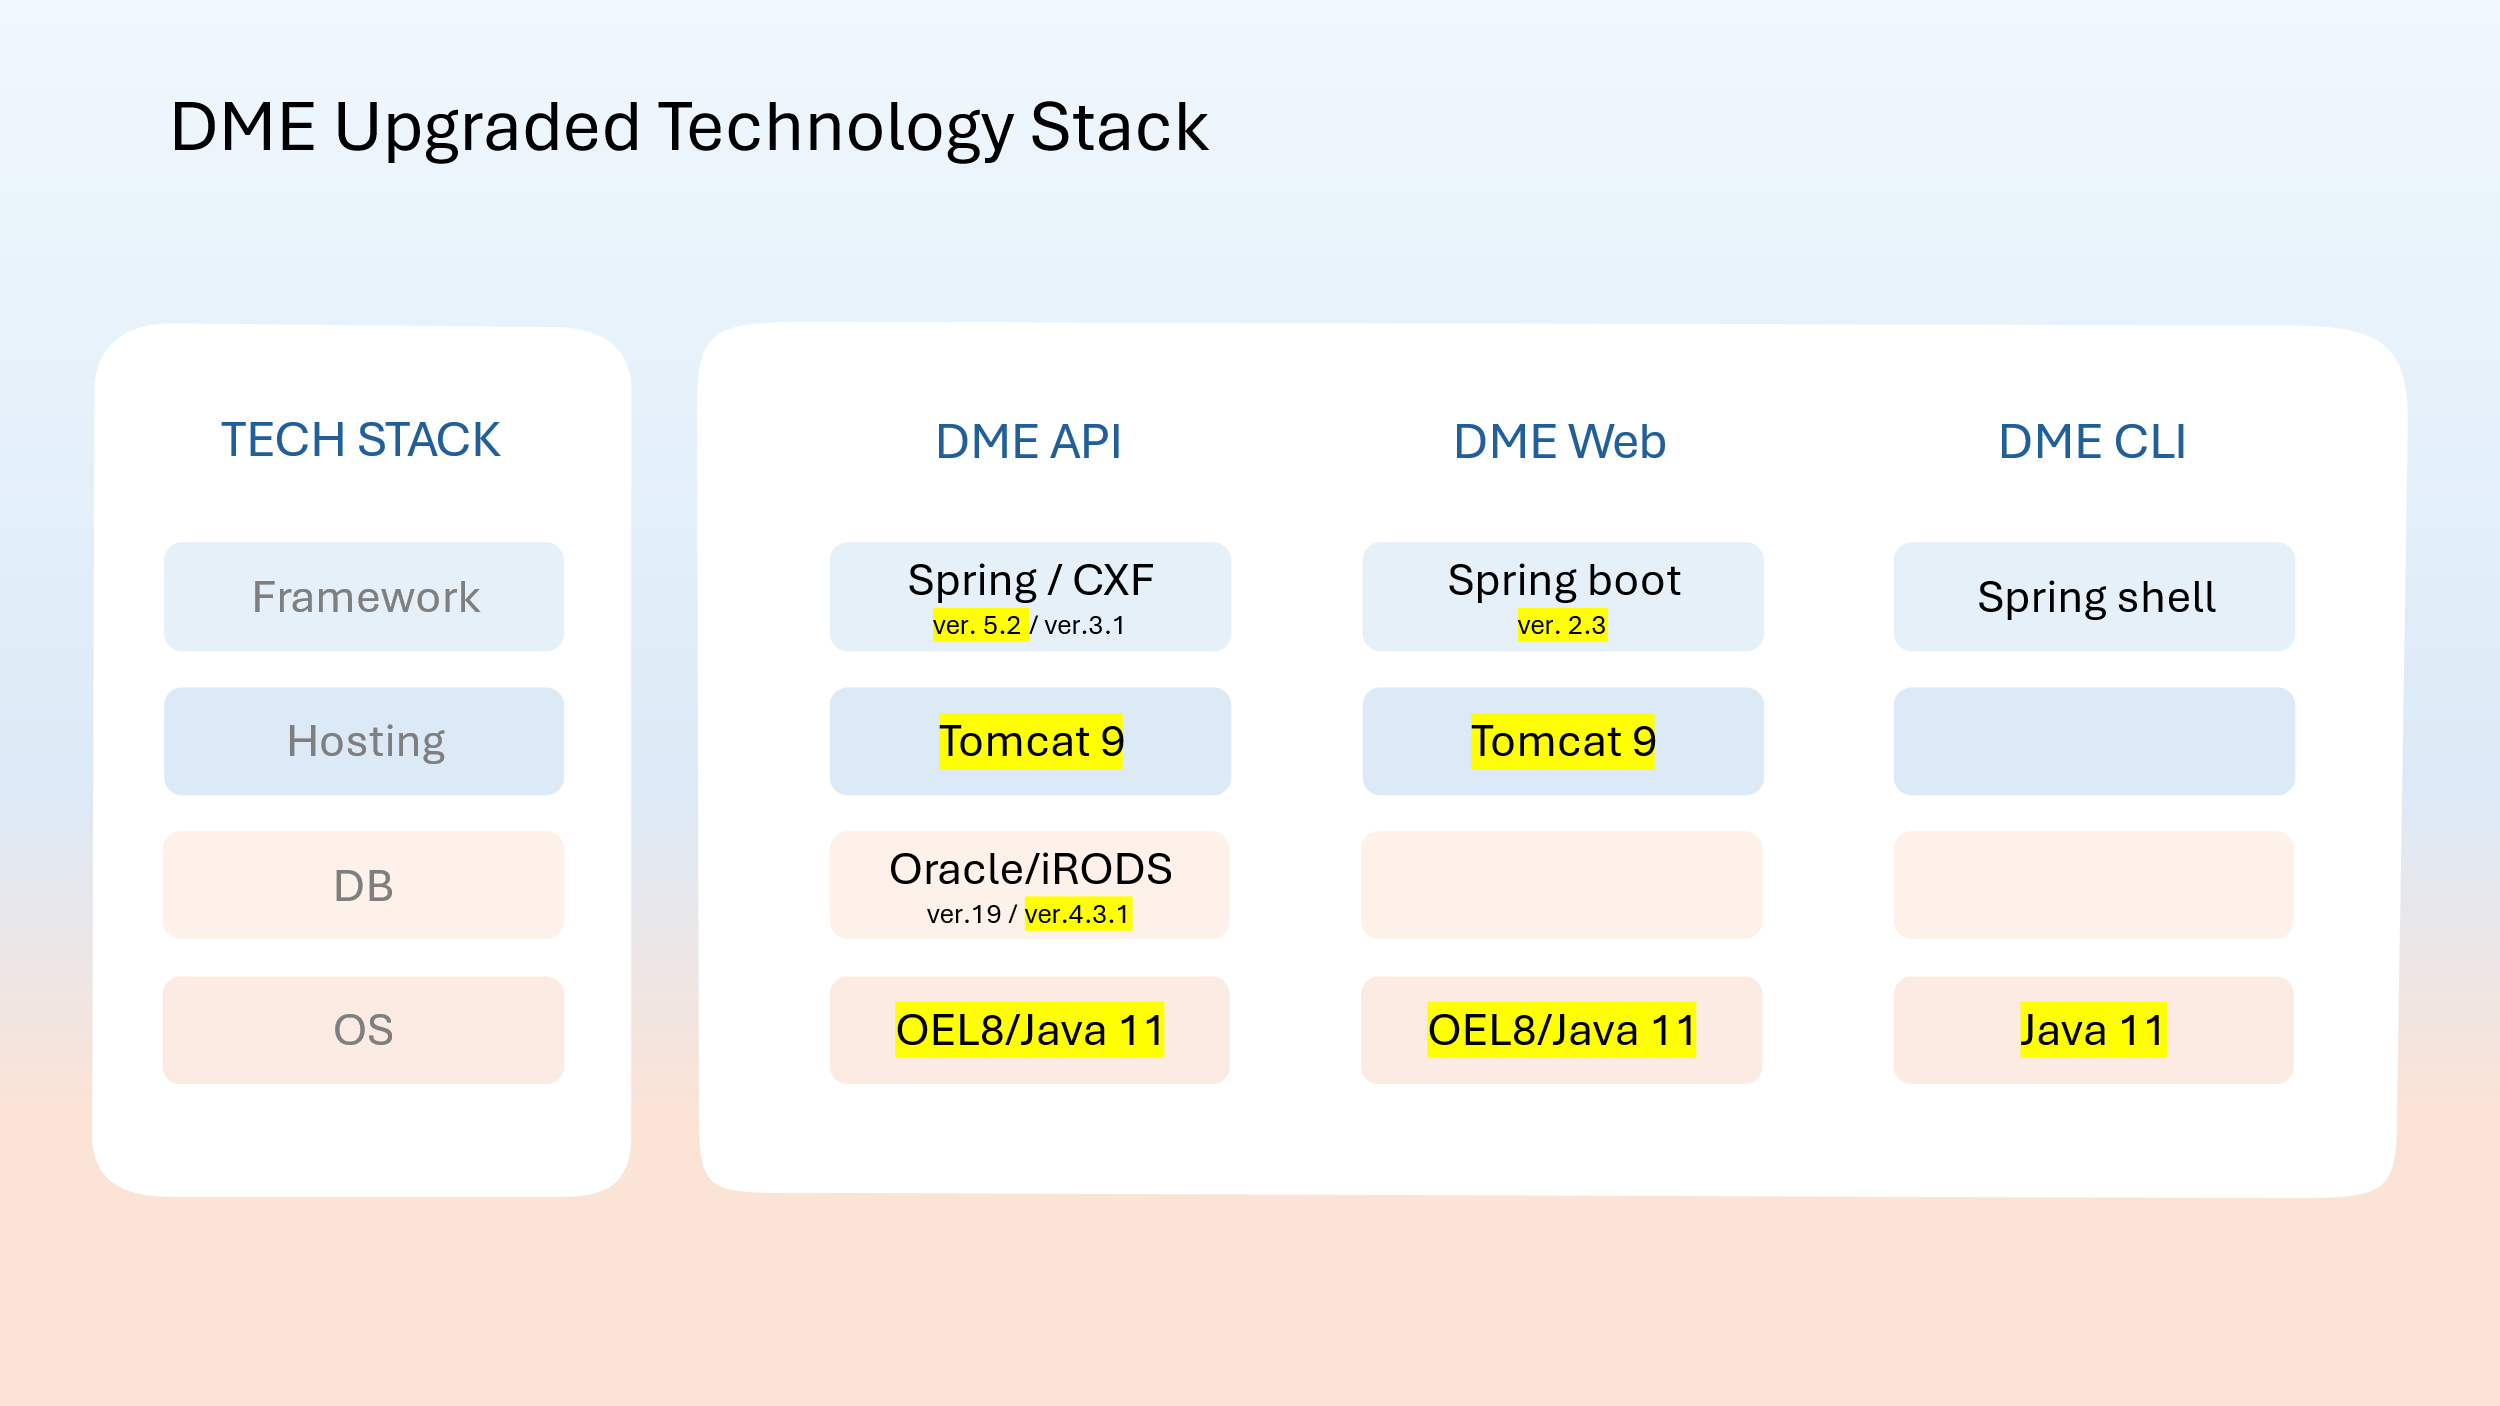 DME Upgraded Technology Stack
TECH STACK
Framework
Hosting
DB
OS
DME API
DME Web
DME CLI
Spring / CXF
ver. 5.2 / ver.3.1
Spring boot
ver. 2.3
Spring shell
Tomcat 9
Tomcat 9
Oracle/iRODS
ver.19 / ver.4.3.1
OEL8/Java 11
OEL8/Java 11
Java 11